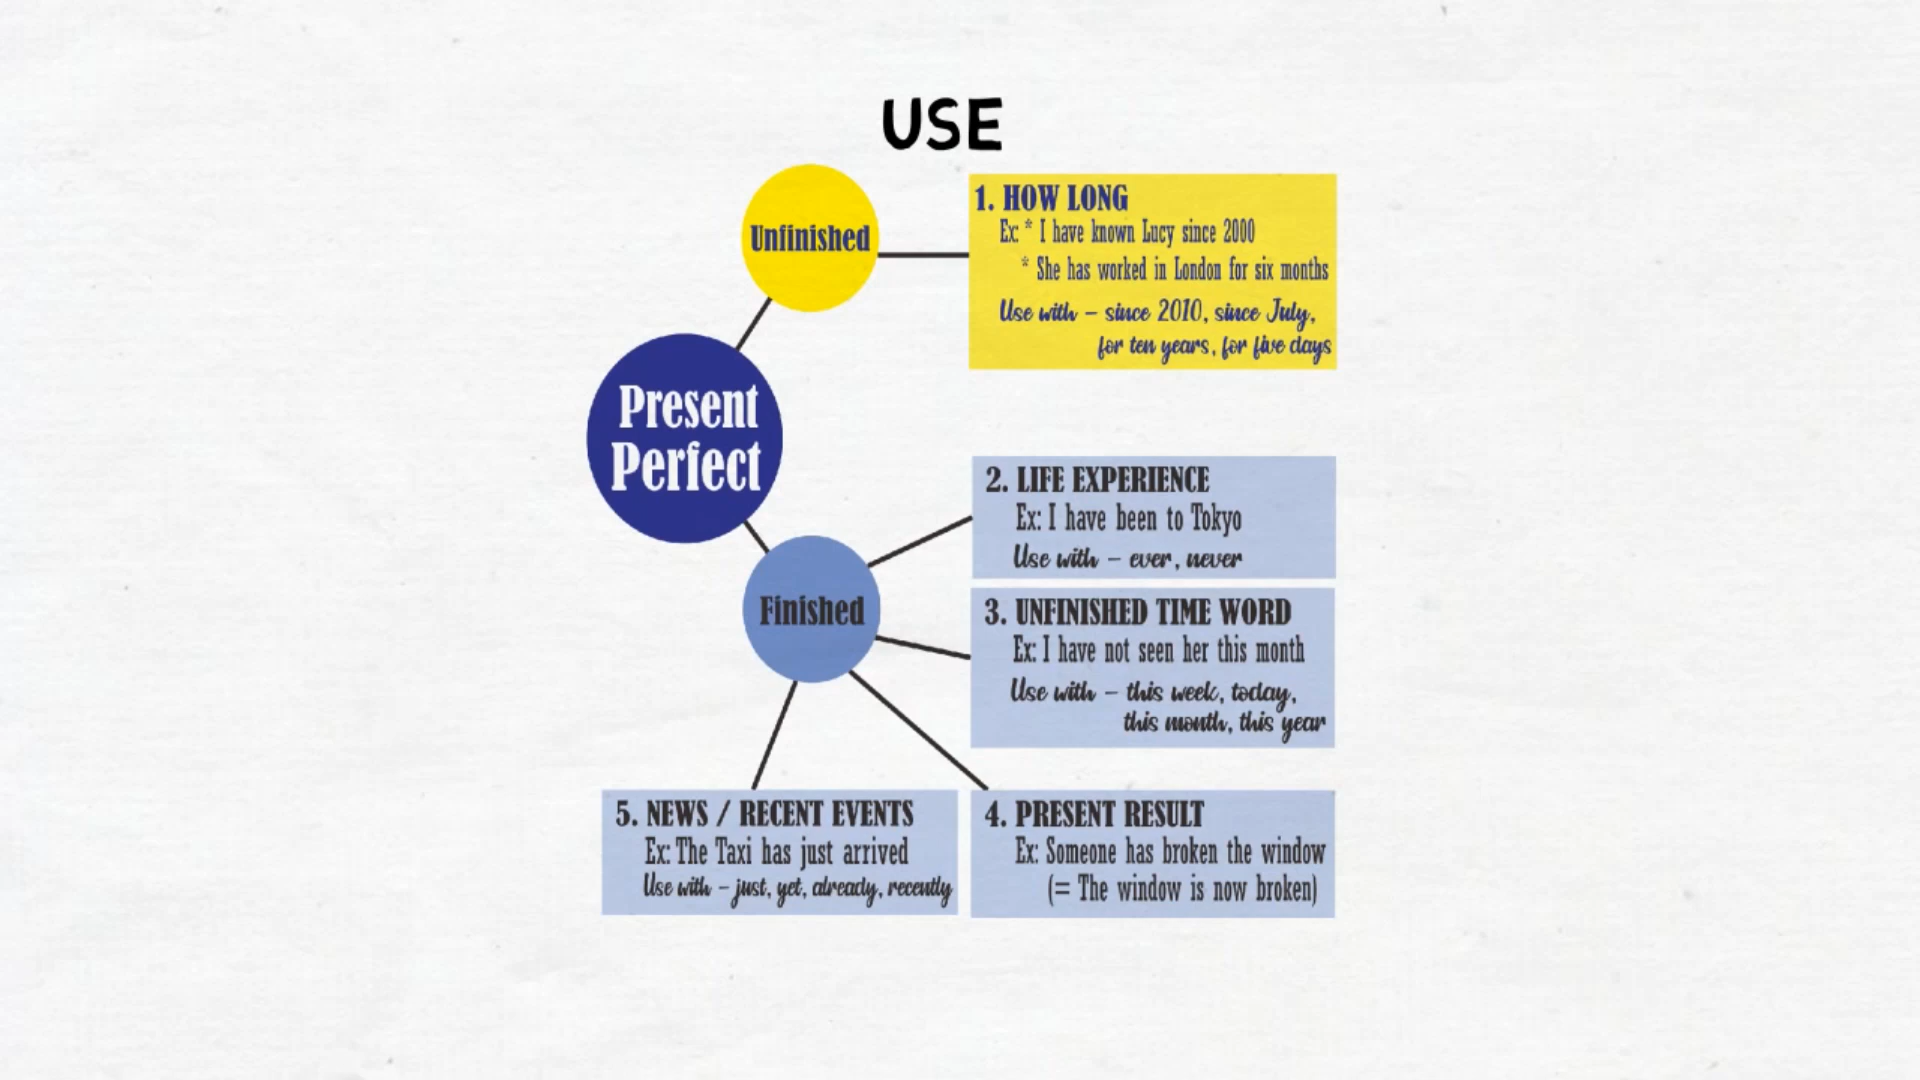 USE
Present
Perfect
Unfinished
1. HOW LONG
Ex: * I have known Lucy since 2000
* She has worked in London for six months
Use with – since 2010, since July,
for ten years, for five days
Finished
2. LIFE EXPERIENCE
Ex: I have been to Tokyo
Use with – ever, never
3. UNFINISHED TIME WORD
Ex: I have not seen her this month
Use with – this week, today,
this month, this year
4. PRESENT RESULT
Ex: Someone has broken the window
(= The window is now broken)
5. NEWS / RECENT EVENTS
Ex: The Taxi has just arrived
Use with – just, yet, already, recently